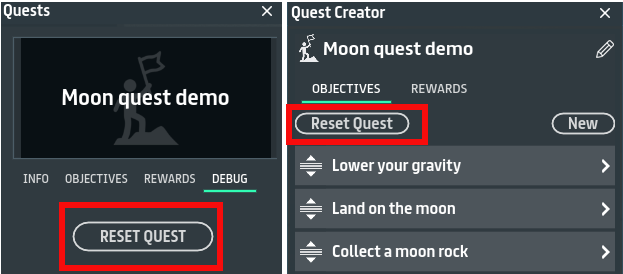 Quests
Moon quest demo
INFO OBJECTIVES REWARDS DEBUG
RESET QUEST
Quest Creator
Moon quest demo
OBJECTIVES REWARDS
Reset Quest New
Lower your gravity
Land on the moon
Collect a moon rock